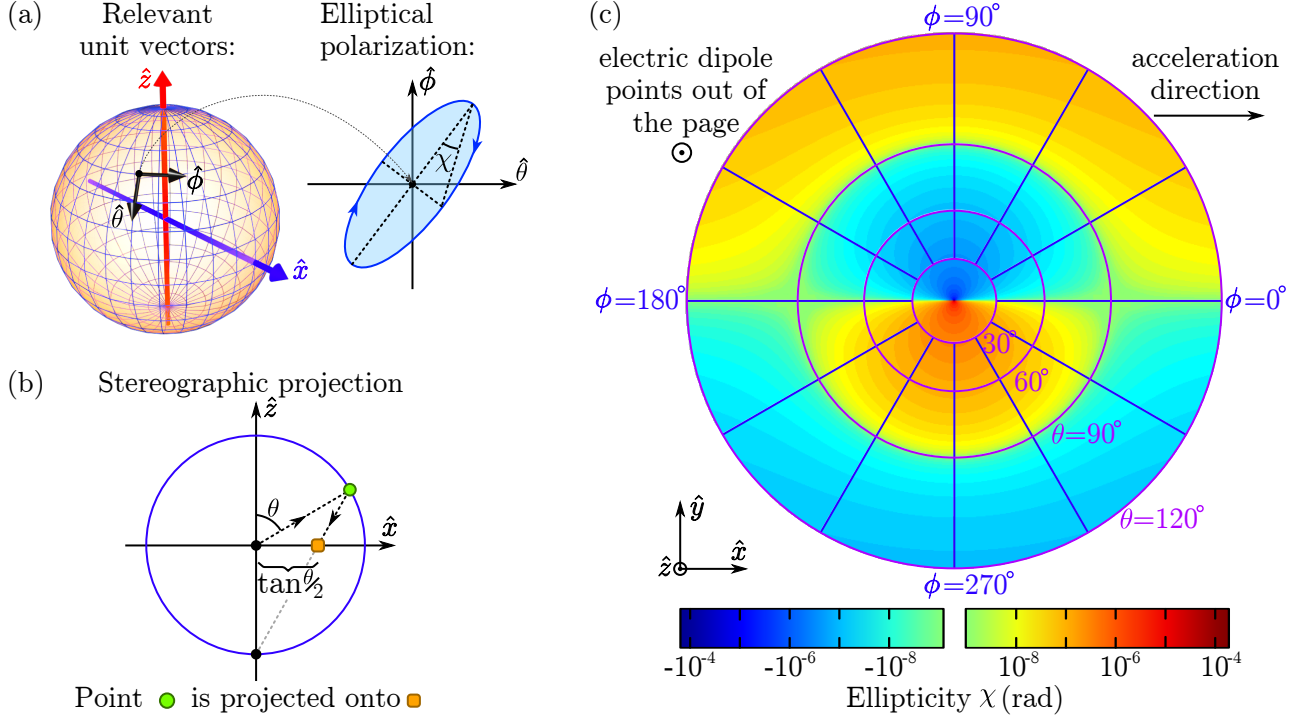 (a)
Relevant
unit vectors:
Elliptical
polarization:
ẑ
ϕ̂
θ̂
x̂
ϕ̂
χ
θ̂
(b)
Stereographic projection
ẑ
θ
x̂
tan θ/2
Point is projected onto
(c)
ϕ=90°
electric dipole
points out of
the page
acceleration
direction
ϕ=180°
ϕ=0°
30°
60°
θ=90°
θ=120°
ŷ
x̂
ẑ
ϕ=270°
-10⁻⁴ -10⁻⁶ -10⁻⁸ 10⁻⁸ 10⁻⁶ 10⁻⁴
Ellipticity χ (rad)